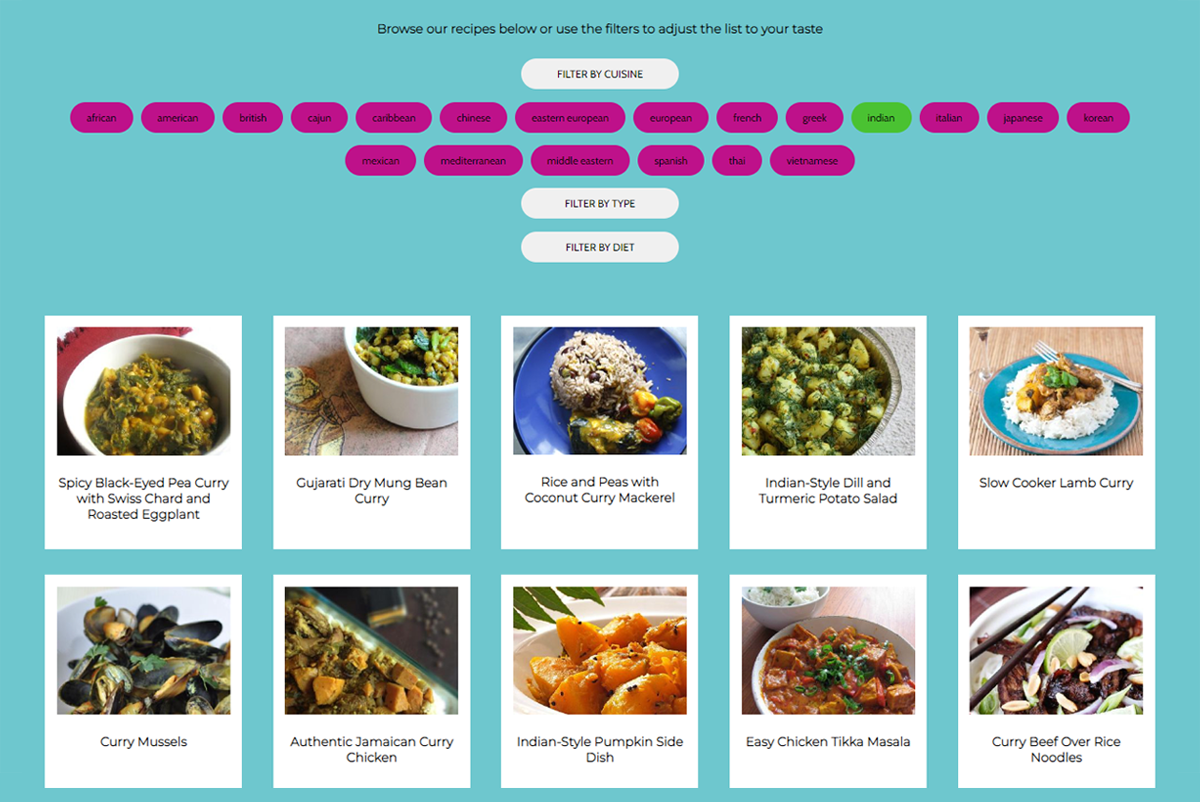 Browse our recipes below or use the filters to adjust the list to your taste
FILTER BY CUISINE
african american british cajun caribbean chinese eastern european european french greek indian italian japanese korean
mexican mediterranean middle eastern spanish thai vietnamese
FILTER BY TYPE
FILTER BY DIET
Spicy Black-Eyed Pea Curry
with Swiss Chard and
Roasted Eggplant
Gujarati Dry Mung Bean
Curry
Rice and Peas with
Coconut Curry Mackerel
Indian-Style Dill and
Turmeric Potato Salad
Slow Cooker Lamb Curry
Curry Mussels
Authentic Jamaican Curry
Chicken
Indian-Style Pumpkin Side
Dish
Easy Chicken Tikka Masala
Curry Beef Over Rice
Noodles